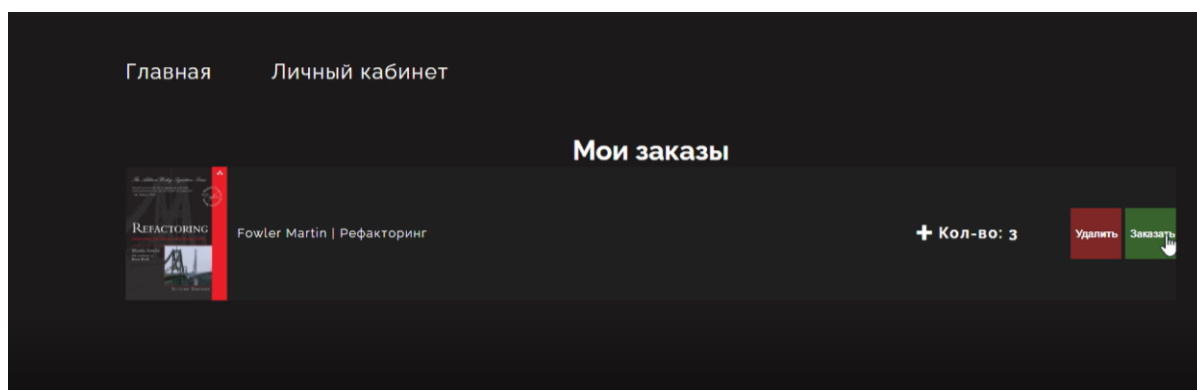 Главная Личный кабинет
Мои заказы
REFACTORING
Fowler Martin | Рефакторинг
+ Кол-во: 3
Удалить
Заказать